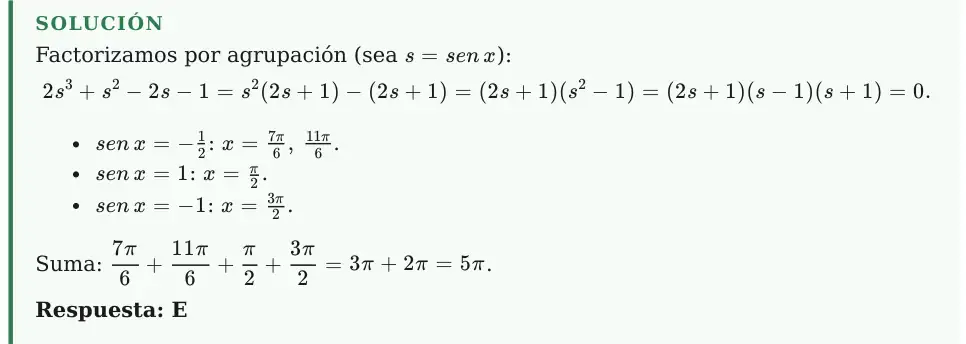 SOLUCIÓN
Factorizamos por agrupación (sea s = sen x):
2s³ + s² − 2s − 1 = s²(2s + 1) − (2s + 1) = (2s + 1)(s² − 1) = (2s + 1)(s − 1)(s + 1) = 0.
• sen x = −1/2: x = 7π/6, 11π/6.
• sen x = 1: x = π/2.
• sen x = −1: x = 3π/2.
Suma: 7π/6 + 11π/6 + π/2 + 3π/2 = 3π + 2π = 5π.
Respuesta: E